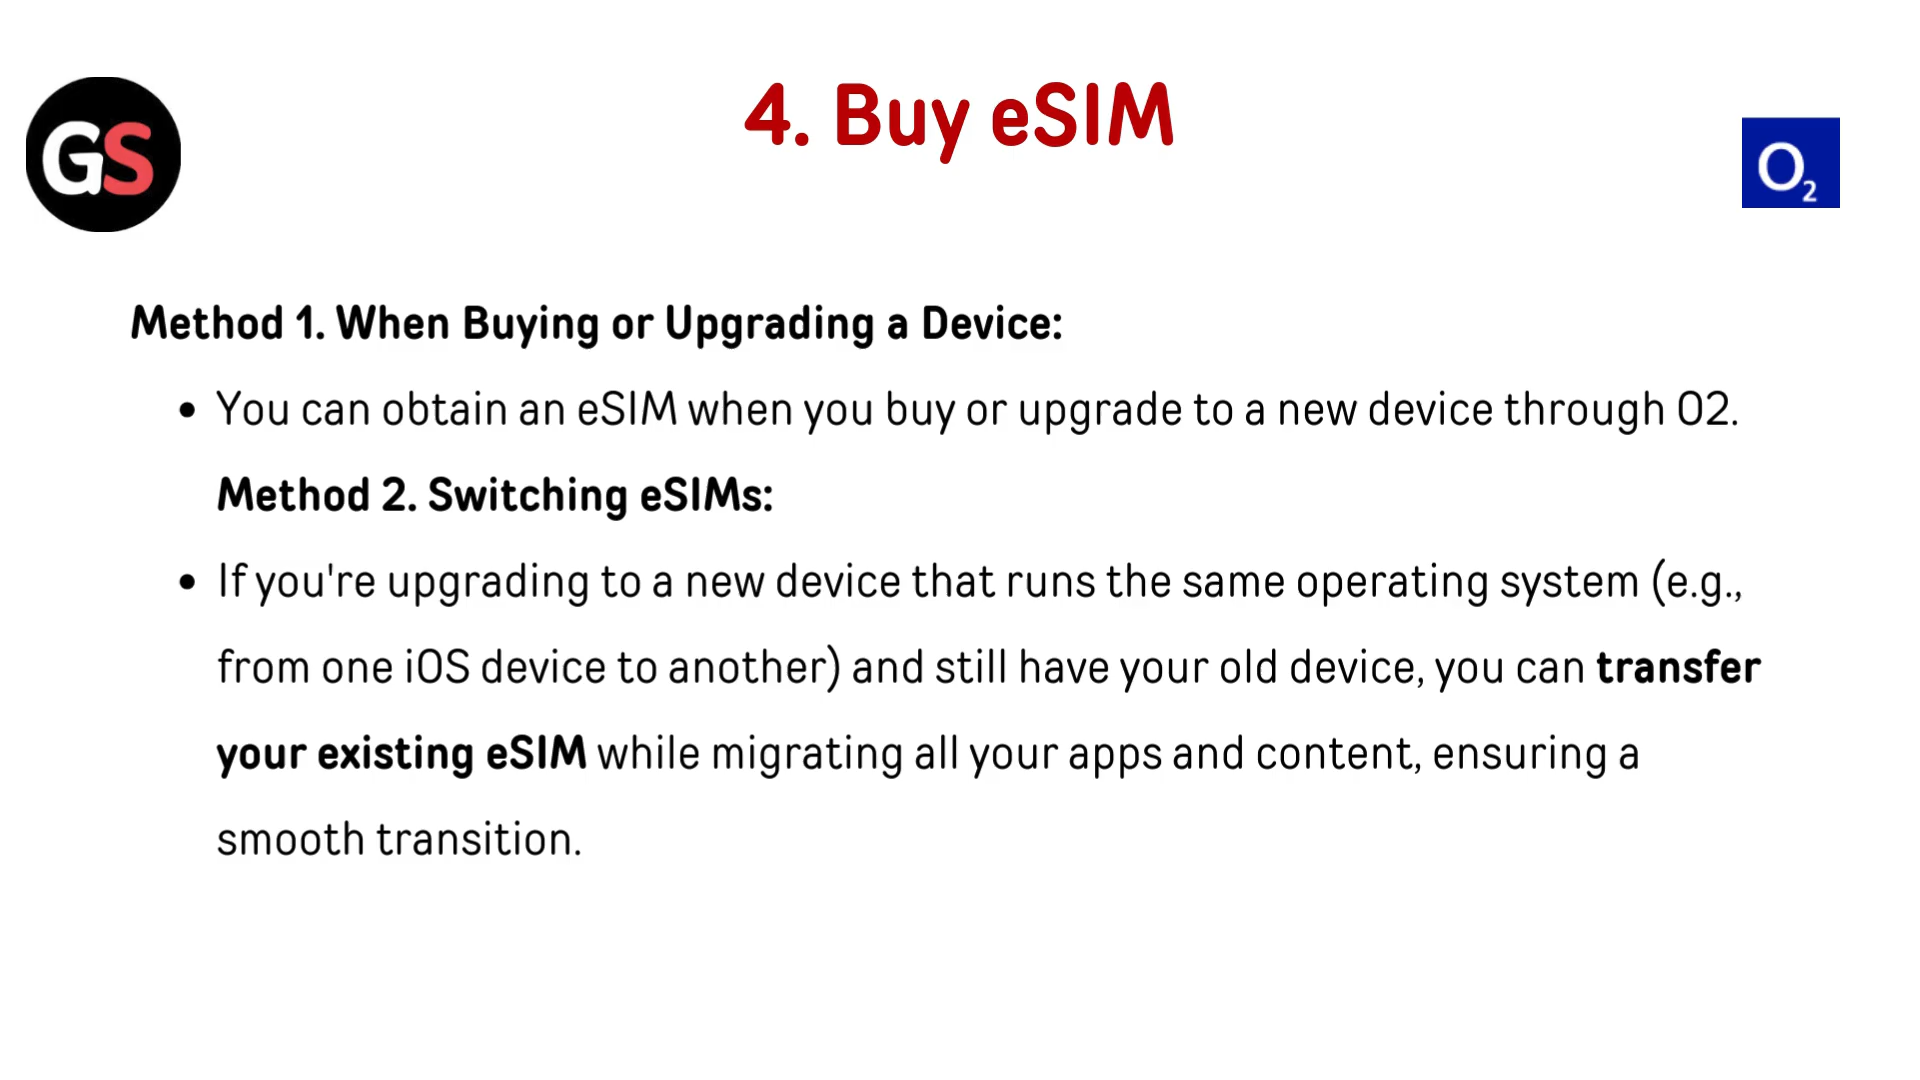 4. Buy eSIM
GS
O2
Method 1. When Buying or Upgrading a Device:
• You can obtain an eSIM when you buy or upgrade to a new device through O2.
Method 2. Switching eSIMs:
• If you're upgrading to a new device that runs the same operating system (e.g.,
from one iOS device to another) and still have your old device, you can transfer
your existing eSIM while migrating all your apps and content, ensuring a
smooth transition.